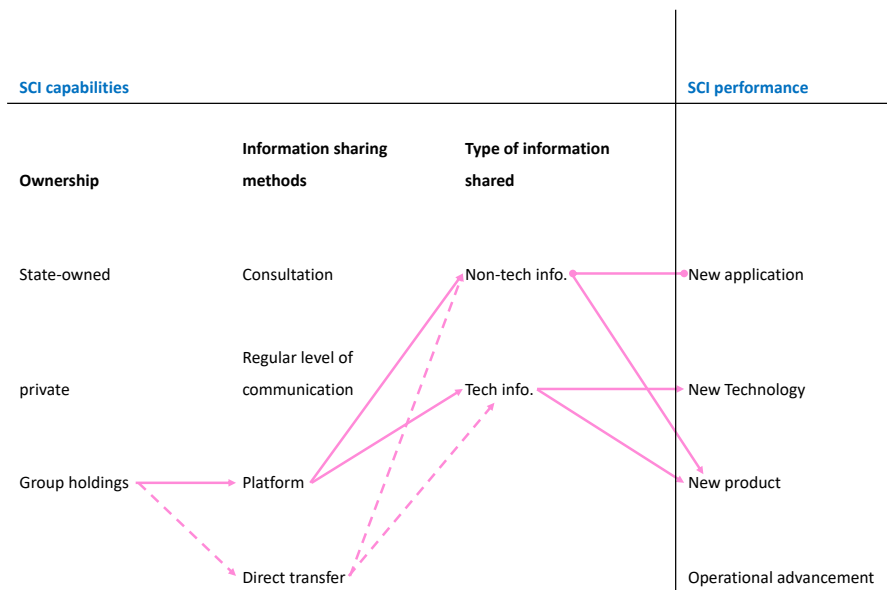 SCI capabilities
SCI performance
Ownership
Information sharing
methods
Type of information
shared
State-owned
Consultation
Non-tech info.
New application
private
Regular level of
communication
Tech info.
New Technology
Group holdings
Platform
New product
Direct transfer
Operational advancement